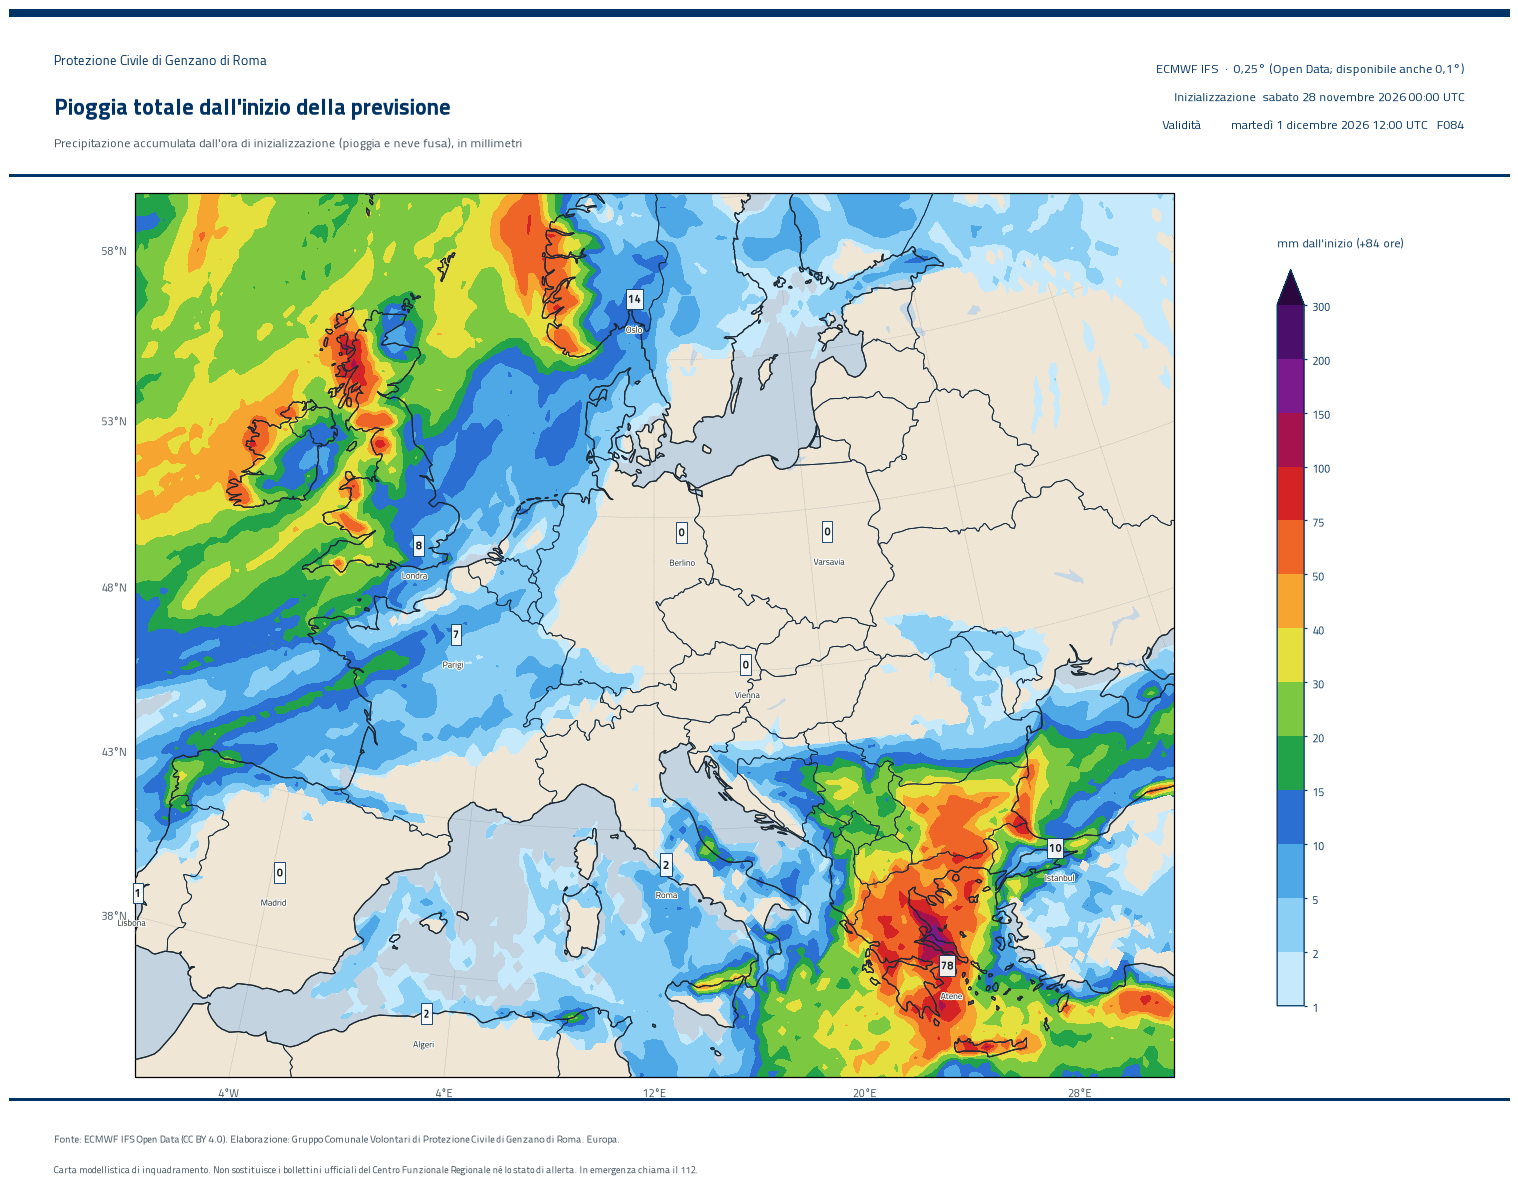 Protezione Civile di Genzano di Roma
Pioggia totale dall'inizio della previsione
Precipitazione accumulata dall'ora di inizializzazione (pioggia e neve fusa), in millimetri
ECMWF IFS · 0,25° (Open Data; disponibile anche 0,1°)
Inizializzazione sabato 28 novembre 2026 00:00 UTC
Validità martedì 1 dicembre 2026 12:00 UTC F084
mm dall'inizio (+84 ore)
300
200
150
100
75
50
40
30
20
15
10
5
2
1
58°N
53°N
48°N
43°N
38°N
4°W
4°E
12°E
20°E
28°E
14
Oslo
8
Londra
0
Berlino
0
Varsavia
7
Parigi
0
Vienna
10
Istanbul
2
Roma
0
Madrid
1
Lisbona
78
Atene
2
Algeri
Fonte: ECMWF IFS Open Data (CC BY 4.0). Elaborazione: Gruppo Comunale Volontari di Protezione Civile di Genzano di Roma. Europa.
Carta modellistica di inquadramento. Non sostituisce i bollettini ufficiali del Centro Funzionale Regionale né lo stato di allerta. In emergenza chiama il 112.